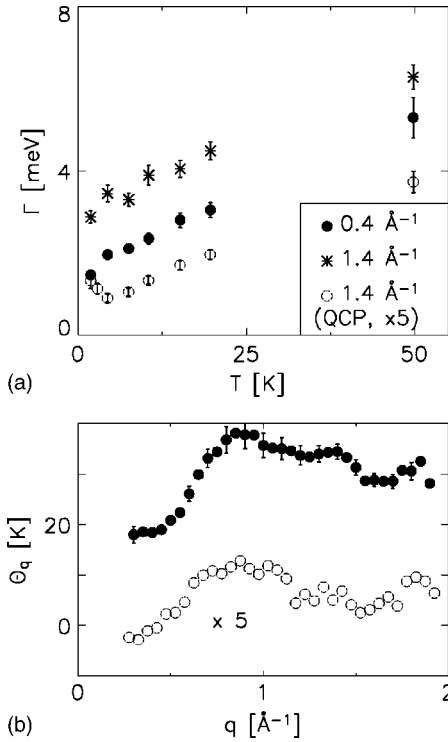 8
4
0
Γ [meV]
● 0.4 Å⁻¹
✳ 1.4 Å⁻¹
○ 1.4 Å⁻¹
(QCP, x5)
0 25 50
(a) T [K]
20
0
Θq [K]
x 5
0 1 2
(b) q [Å⁻¹]